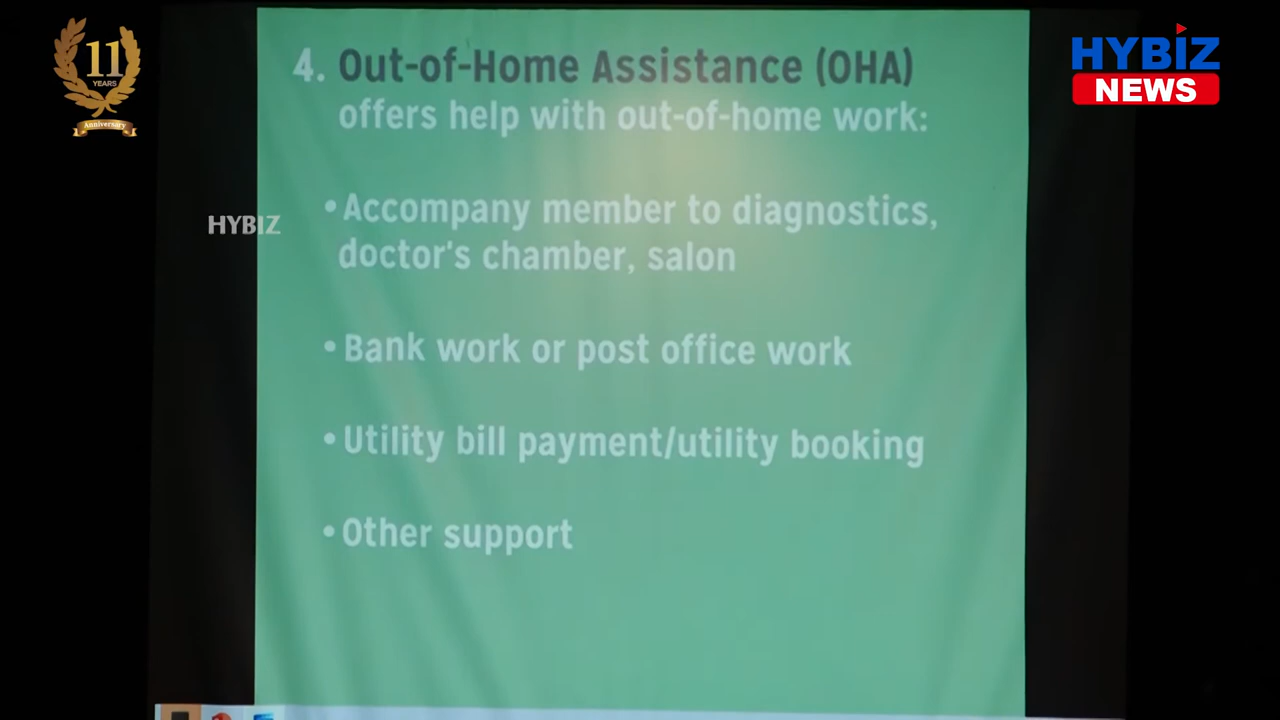 11
YEARS
Anniversary
HYBIZ
NEWS
4. Out-of-Home Assistance (OHA)
offers help with out-of-home work:
•Accompany member to diagnostics,
doctor's chamber, salon
HYBIZ
•Bank work or post office work
•Utility bill payment/utility booking
•Other support